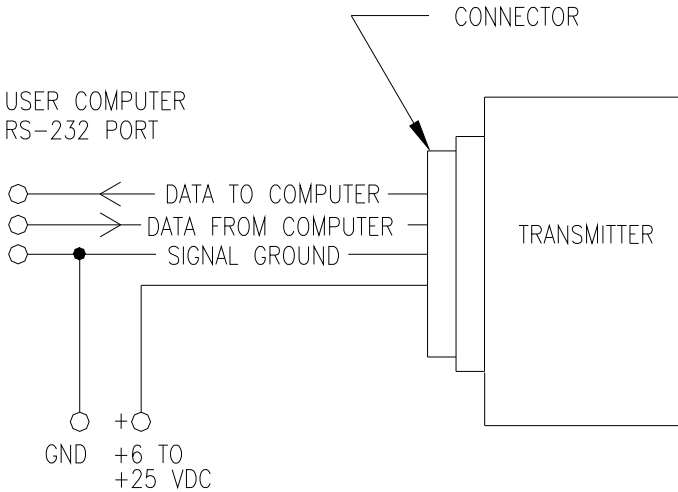 CONNECTOR
USER COMPUTER
RS-232 PORT
DATA TO COMPUTER
DATA FROM COMPUTER
SIGNAL GROUND
TRANSMITTER
+
GND
+6 TO
+25 VDC